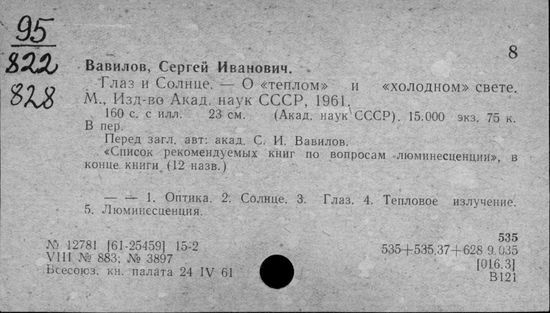 95
822
828
8
Вавилов, Сергей Иванович.
Глаз и Солнце. — О «теплом» и «холодном» свете.
М., Изд-во Акад. наук СССР, 1961.
160 с. с илл. 23 см. (Акад. наук СССР). 15.000 экз. 75 к.
В пер.
Перед загл. авт: акад. С. И. Вавилов.
«Список рекомендуемых книг по вопросам люминесценции», в
конце книги (12 назв.)
— — 1. Оптика. 2. Солнце. 3. Глаз. 4. Тепловое излучение.
5. Люминесценция.
№ 12781 [61-25459] 15-2
VIII № 883; № 3897
Всесоюз. кн. палата 24 IV 61
535
535+535.37+628 9.035
[016.3]
В121